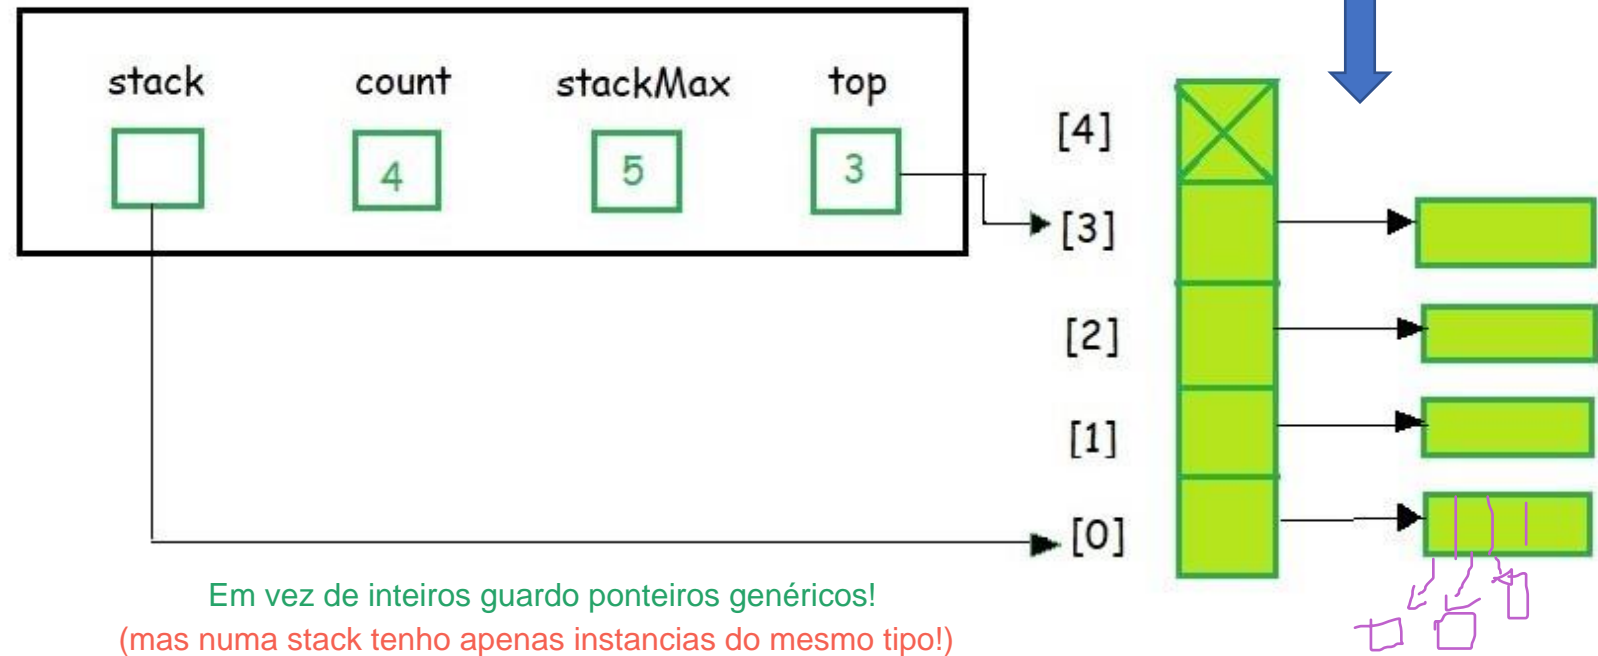 stack count stackMax top
4 5 3
[4]
[3]
[2]
[1]
[0]
Em vez de inteiros guardo ponteiros genéricos!
(mas numa stack tenho apenas instancias do mesmo tipo!)